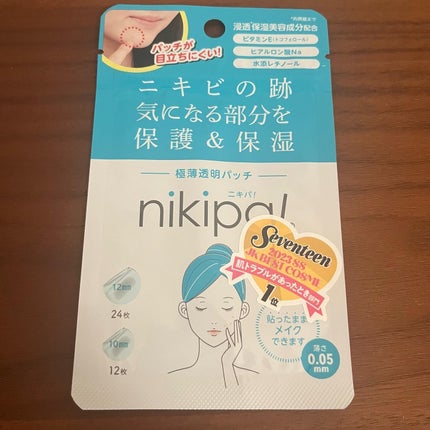 *角質層まで
浸透*保湿美容成分配合
ビタミンE(トコフェロール)
ヒアルロン酸Na
水添レチノール
パッチが
目立ちにくい!
ニキビの跡
気になる部分を
保護&保湿
極薄透明パッチ
ニキパ!
nikipa!
Seventeen
2023 SS
JK BEST COSME
肌トラブルがあったとき部門
1位
12mm
24枚
10mm
12枚
貼ったまま
メイク
できます
薄さ
0.05
mm